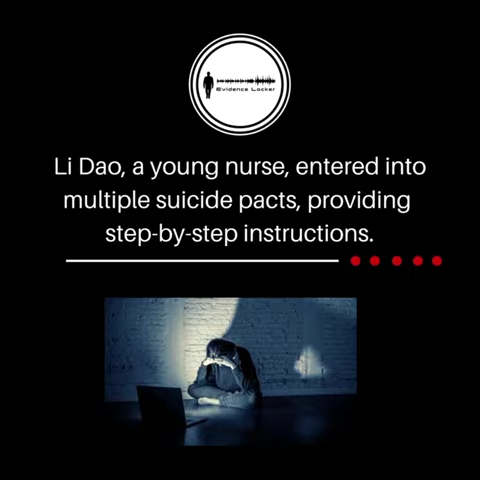 Evidence Locker
Li Dao, a young nurse, entered into
multiple suicide pacts, providing
step-by-step instructions.